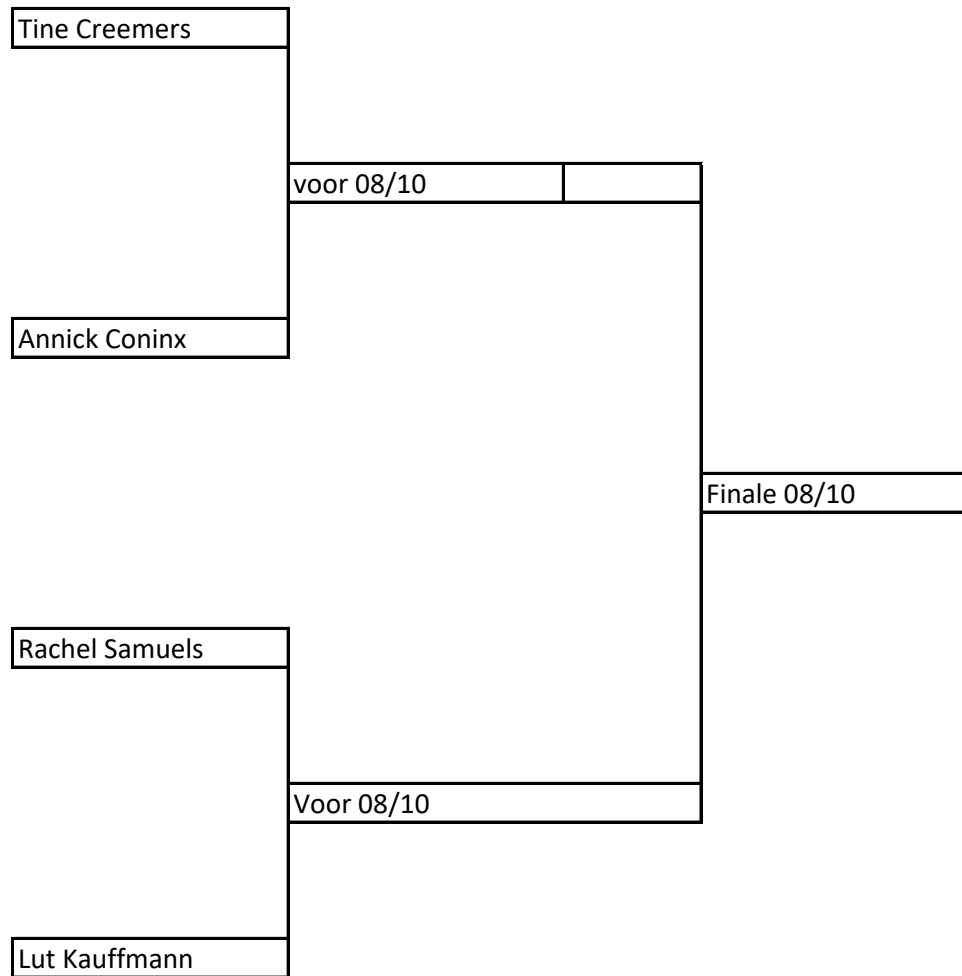 Tine Creemers
voor 08/10
Annick Coninx
Finale 08/10
Rachel Samuels
Voor 08/10
Lut Kauffmann